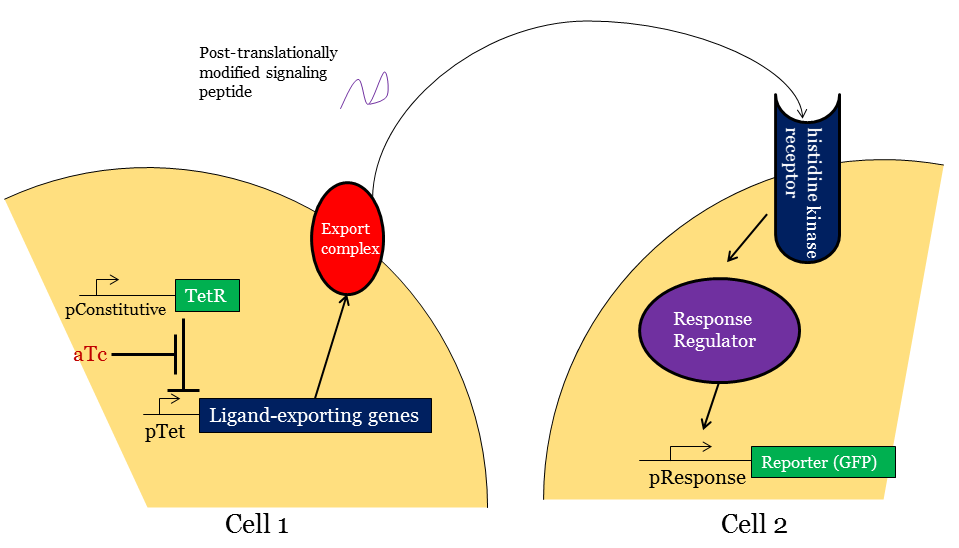 Post-translationally
modified signaling
peptide
histidine kinase
receptor
Export
complex
TetR
pConstitutive
aTc
pTet
Ligand-exporting genes
Response
Regulator
pResponse
Reporter (GFP)
Cell 1
Cell 2